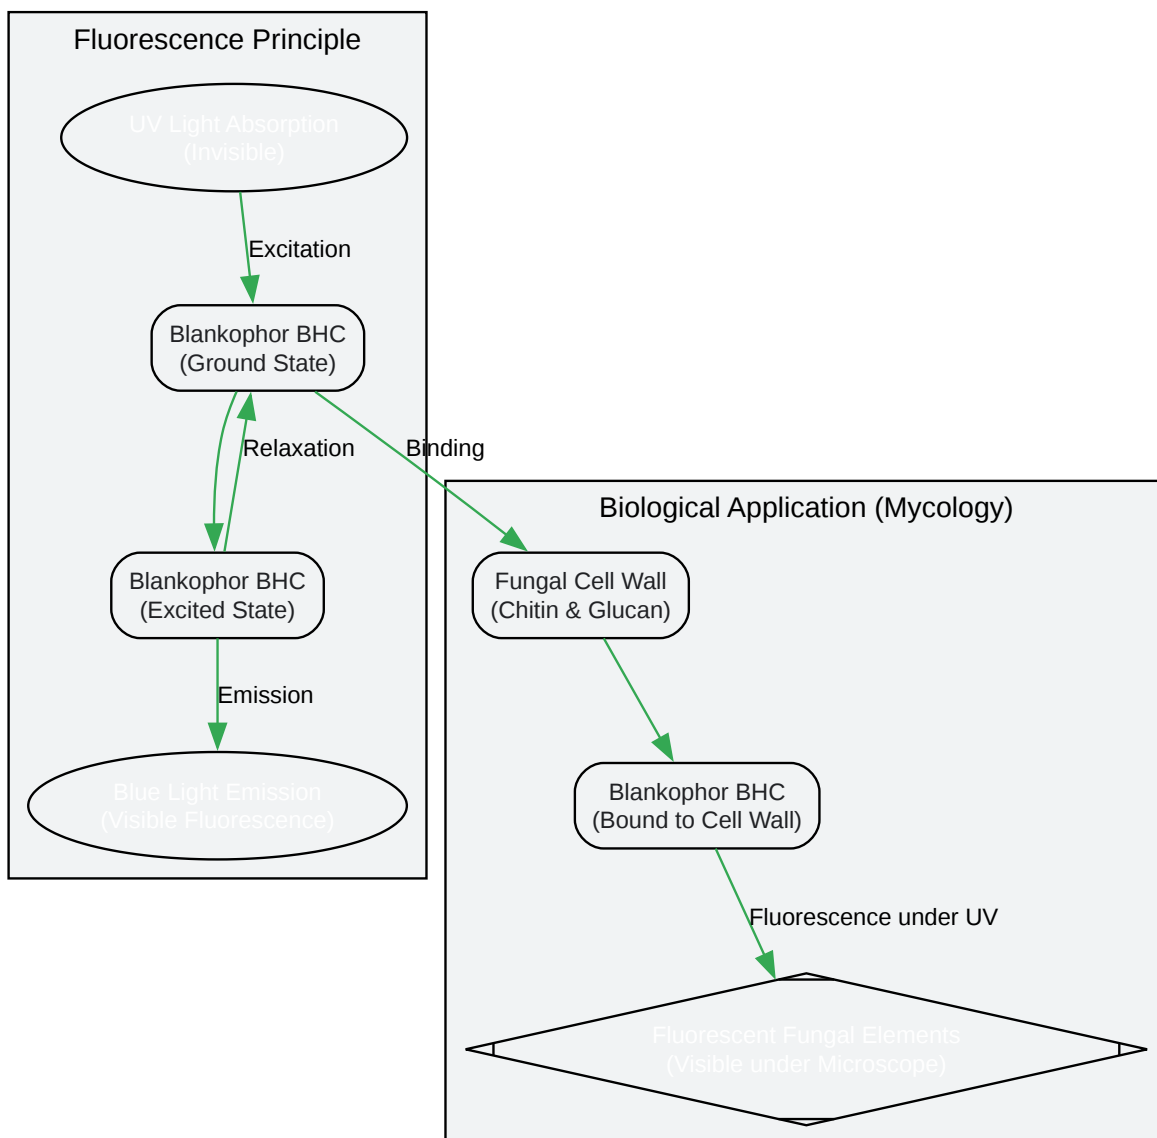 Fluorescence Principle
UV Light Absorption
(Invisible)
Excitation
Blankophor BHC
(Ground State)
Relaxation
Binding
Blankophor BHC
(Excited State)
Emission
Blue Light Emission
(Visible Fluorescence)
Biological Application (Mycology)
Fungal Cell Wall
(Chitin & Glucan)
Blankophor BHC
(Bound to Cell Wall)
Fluorescence under UV
Fluorescent Fungal Elements
(Visible under Microscope)